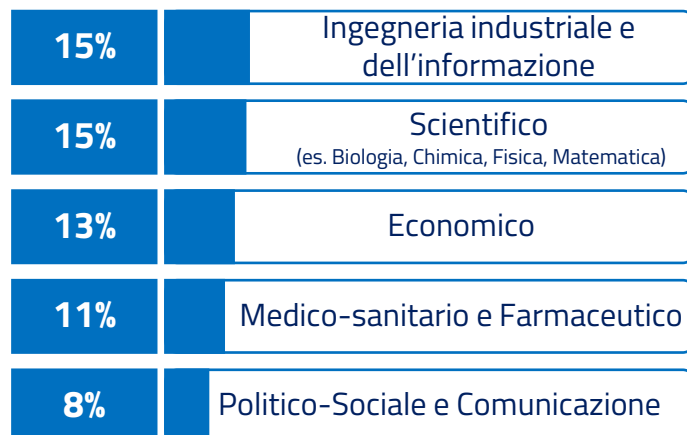 15%
Ingegneria industriale e
dell’informazione
15%
Scientifico
(es. Biologia, Chimica, Fisica, Matematica)
13%
Economico
11%
Medico-sanitario e Farmaceutico
8%
Politico-Sociale e Comunicazione